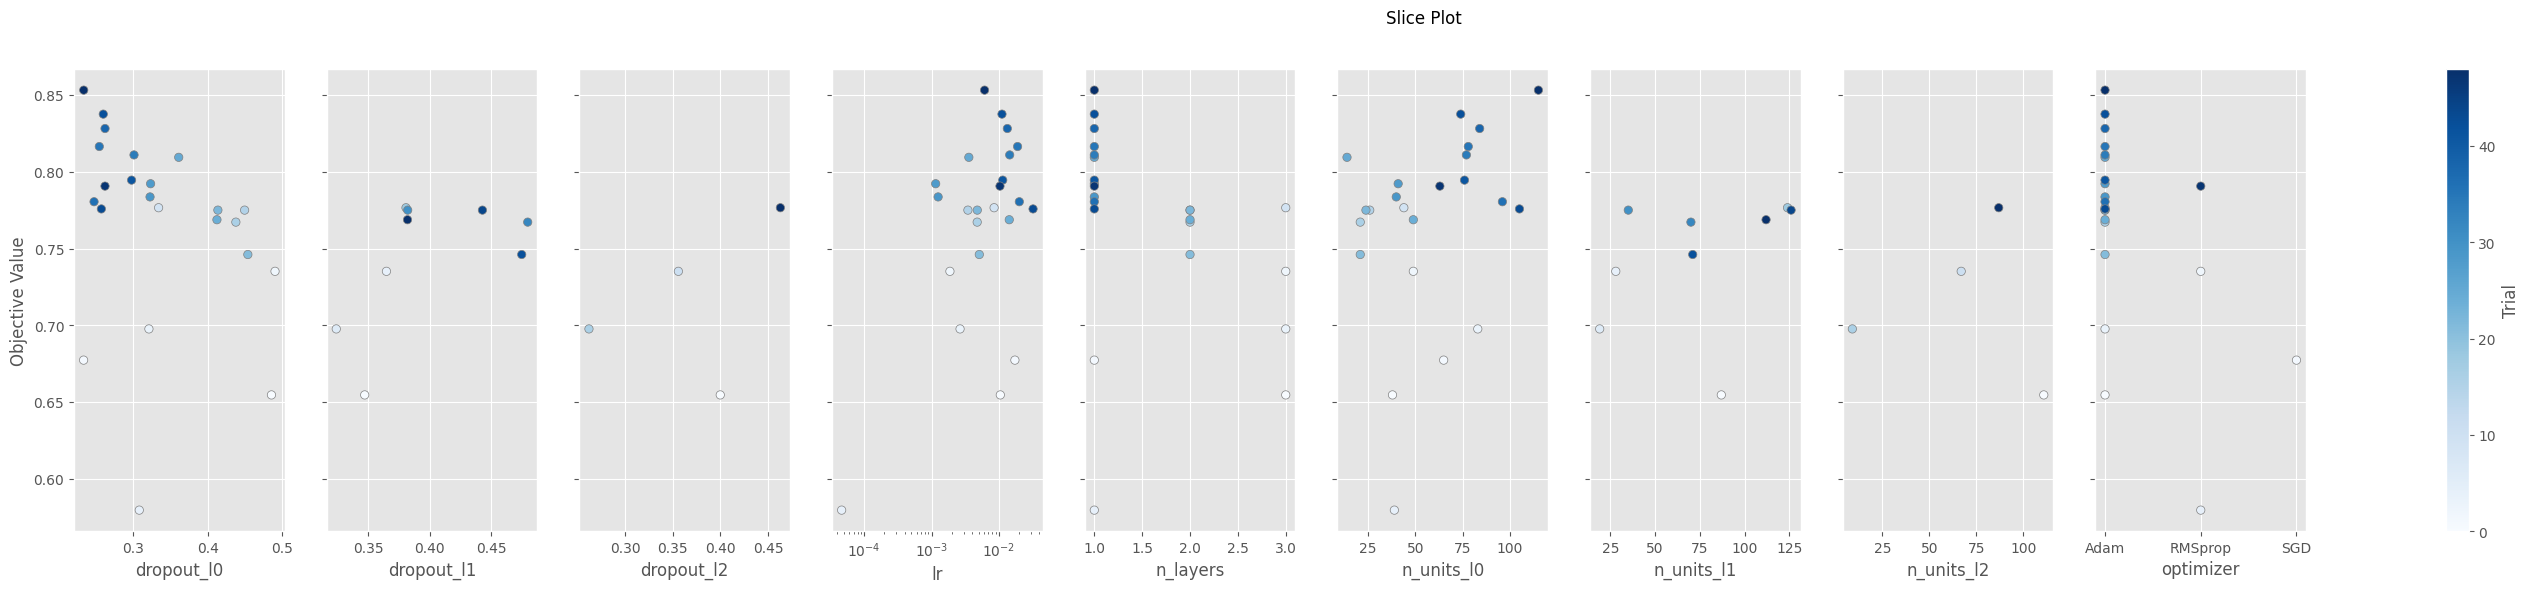 Slice Plot
Objective Value
0.85
0.80
0.75
0.70
0.65
0.60
0.3 0.4 0.5
dropout_l0
0.35 0.40 0.45
dropout_l1
0.30 0.35 0.40 0.45
dropout_l2
10⁻⁴ 10⁻³ 10⁻²
lr
1.0 1.5 2.0 2.5 3.0
n_layers
25 50 75 100
n_units_l0
25 50 75 100 125
n_units_l1
25 50 75 100
n_units_l2
Adam RMSprop SGD
optimizer
40
30
20
10
0
Trial